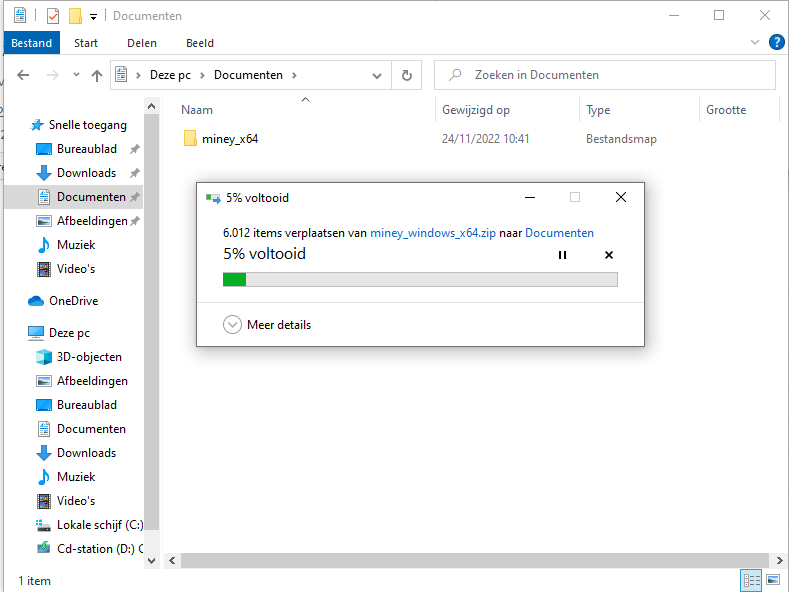 Documenten
Bestand Start Delen Beeld
Deze pc Documenten Zoeken in Documenten
Naam Gewijzigd op Type Grootte
miney_x64 24/11/2022 10:41 Bestandsmap
Snelle toegang
Bureaublad
Downloads
Documenten
Afbeeldingen
Muziek
Video's
OneDrive
Deze pc
3D-objecten
Afbeeldingen
Bureaublad
Documenten
Downloads
Muziek
Video's
Lokale schijf (C:)
Cd-station (D:)
5% voltooid
6.012 items verplaatsen van miney_windows_x64.zip naar Documenten
5% voltooid
Meer details
1 item